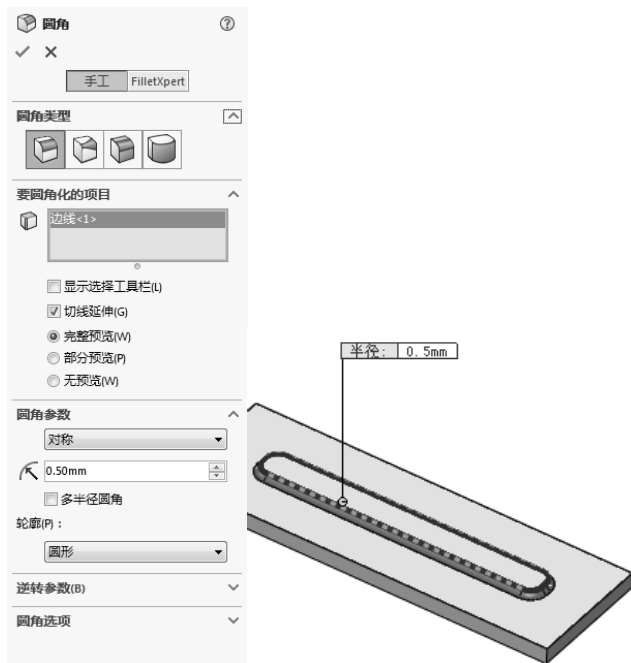 圆角
手工 FilletXpert
圆角类型
要圆角化的项目
边线<1>
显示选择工具栏(L)
切线延伸(G)
完整预览(W)
部分预览(P)
无预览(W)
半径: 0.5mm
圆角参数
对称
0.50mm
多半径圆角
轮廓(P)：
圆形
逆转参数(B)
圆角选项